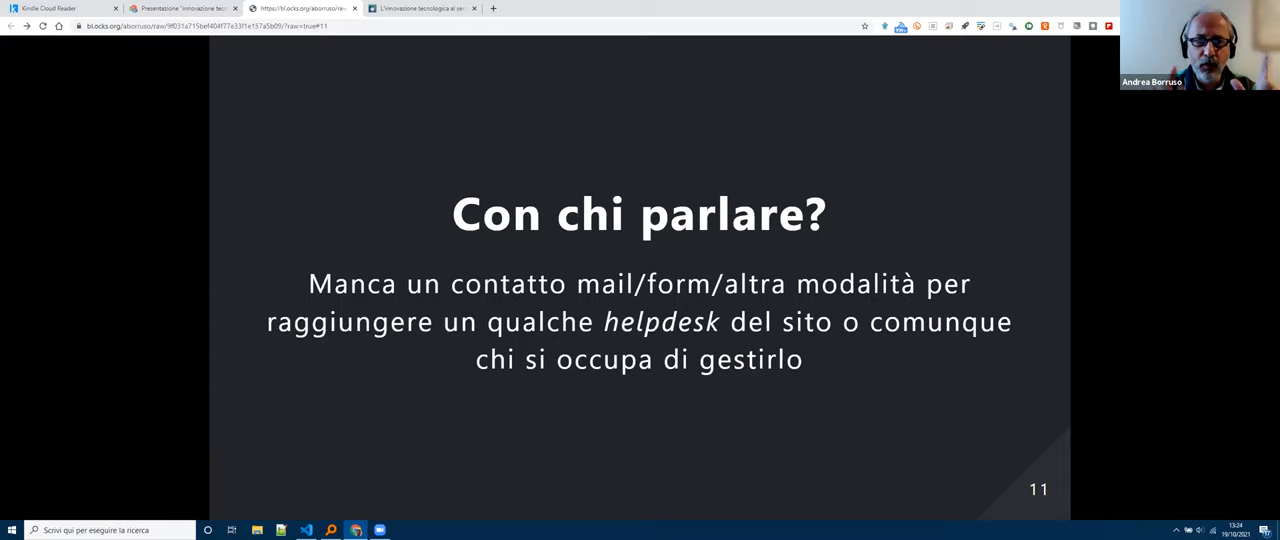 Kindle Cloud Reader
Presentazione "innovazione tecn
https://bl.ocks.org/aborruso/raw
L'innovazione tecnologica al ser
bl.ocks.org/aborruso/raw/9f031a715bef404f77e33f1e157a5b09/?raw=true#11
Andrea Borruso
Con chi parlare?
Manca un contatto mail/form/altra modalità per
raggiungere un qualche helpdesk del sito o comunque
chi si occupa di gestirlo
11
Scrivi qui per eseguire la ricerca
13:24
19/10/2021